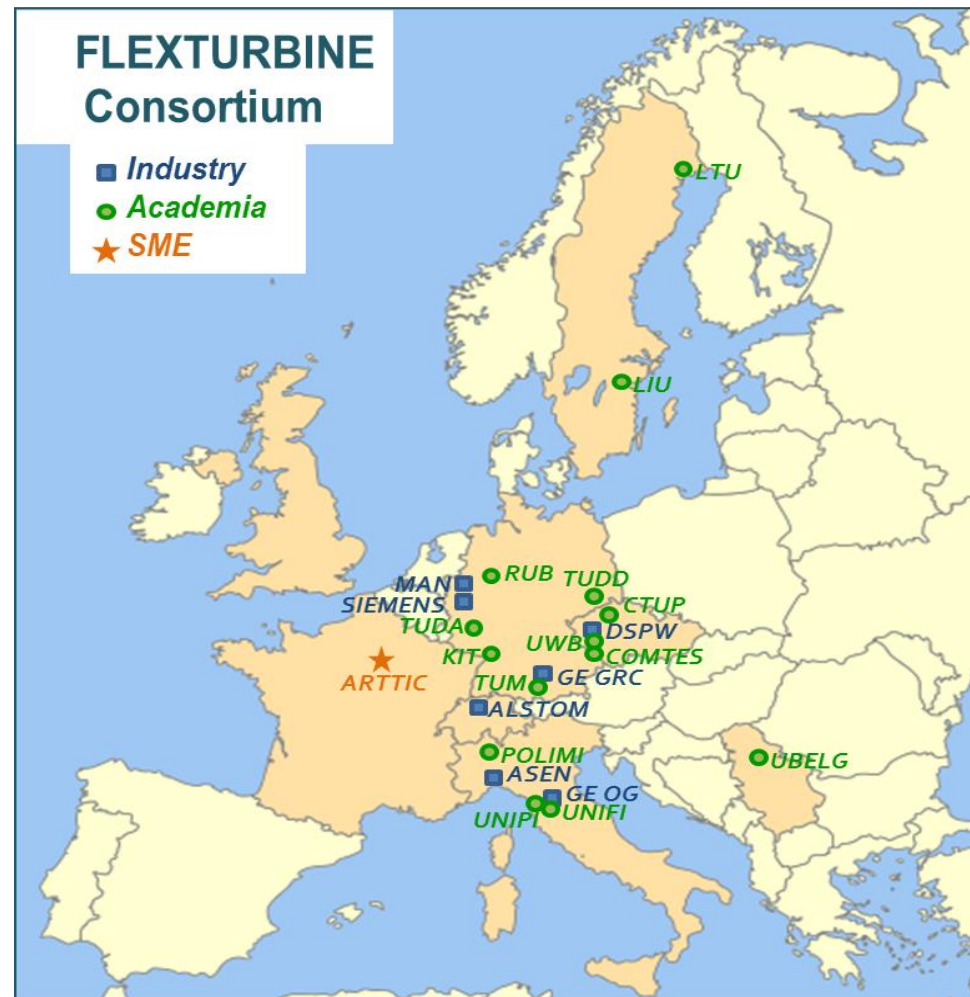 FLEXTURBINE
Consortium
Industry
Academia
SME
LTU
LIU
RUB
TUDD
MAN
CTUP
SIEMENS
TUDA
DSPW
UWB
KIT
COMTES
GE GRC
ARTTIC
TUM
ALSTOM
POLIMI
UBELG
ASEN
GE OG
UNIPI
UNIFI